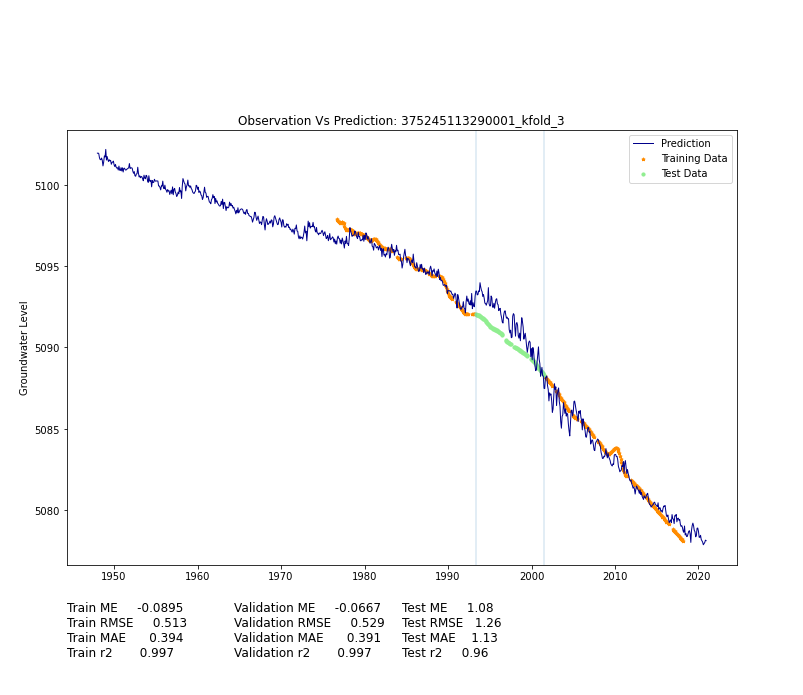 Observation Vs Prediction: 375245113290001_kfold_3
Prediction
Training Data
Test Data
5100
5095
5090
5085
5080
Groundwater Level
1950 1960 1970 1980 1990 2000 2010 2020
Train ME -0.0895 Validation ME -0.0667 Test ME 1.08
Train RMSE 0.513 Validation RMSE 0.529 Test RMSE 1.26
Train MAE 0.394 Validation MAE 0.391 Test MAE 1.13
Train r2 0.997 Validation r2 0.997 Test r2 0.96